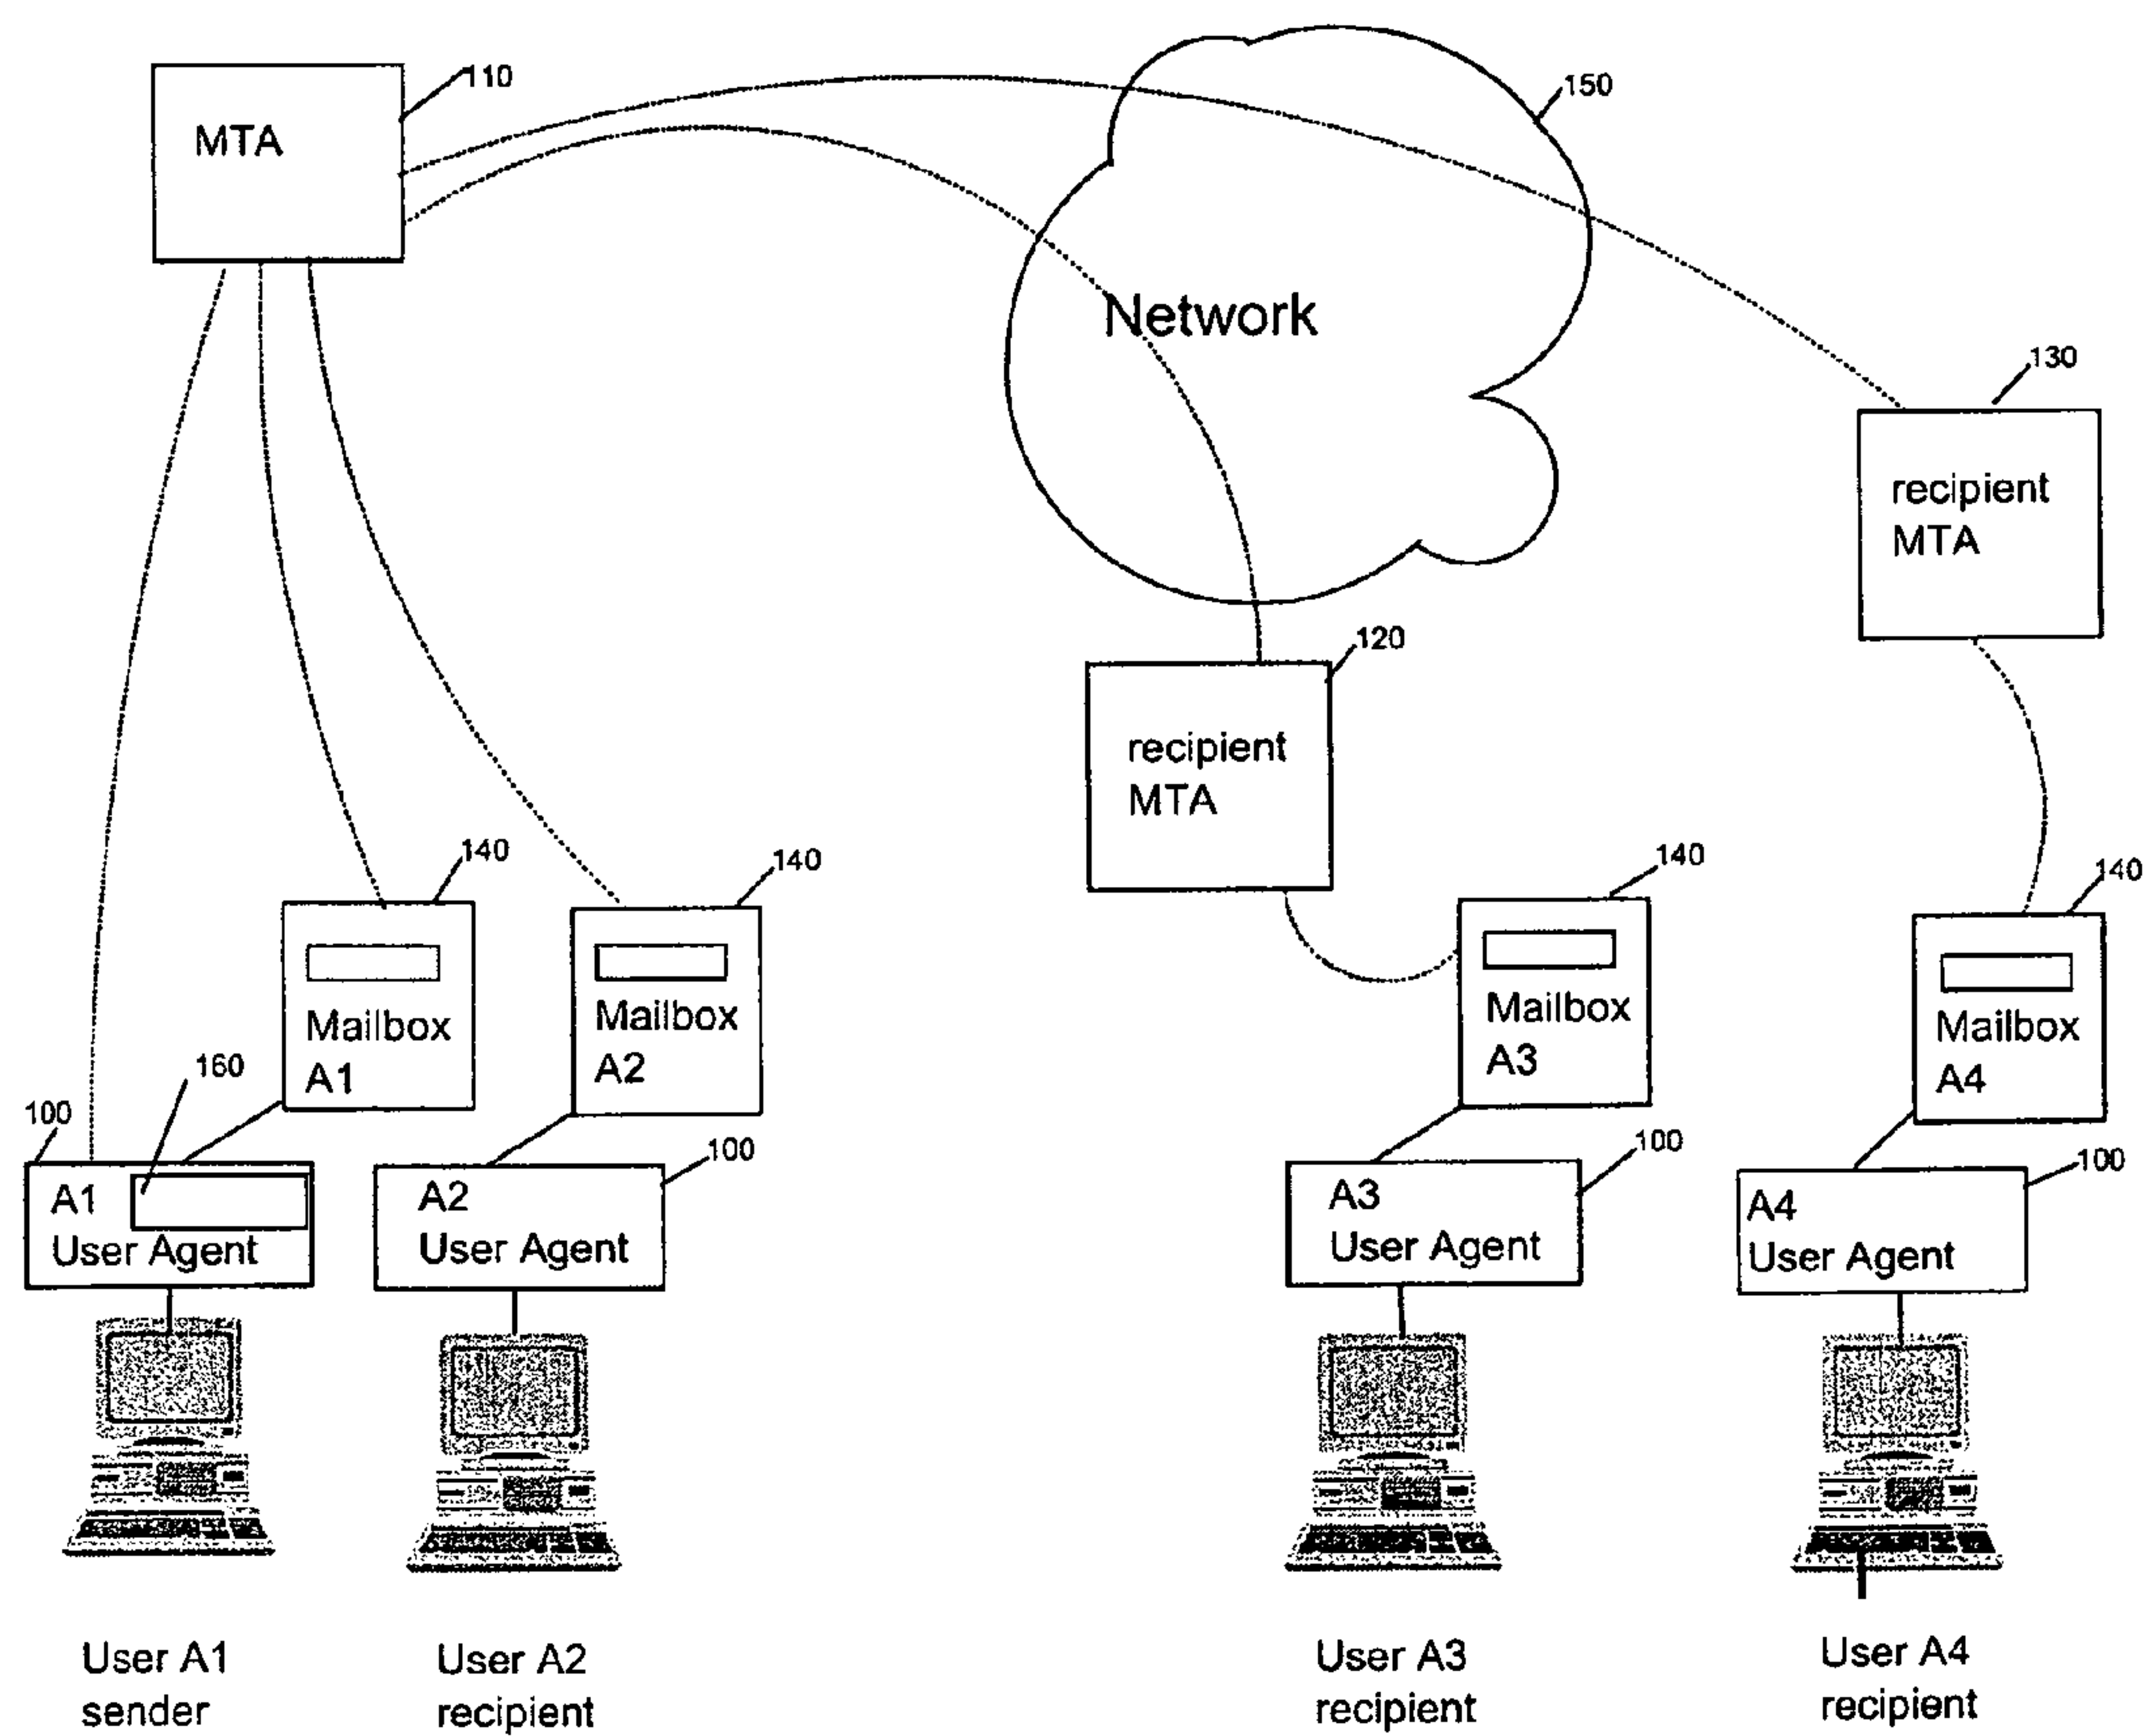 110
MTA
150
Network
130
recipient
MTA
120
recipient
MTA
140
Mailbox
A1
140
Mailbox
A2
140
Mailbox
A3
140
Mailbox
A4
160
100
A1
User Agent
100
A2
User Agent
100
A3
User Agent
100
A4
User Agent
User A1
sender
User A2
recipient
User A3
recipient
User A4
recipient